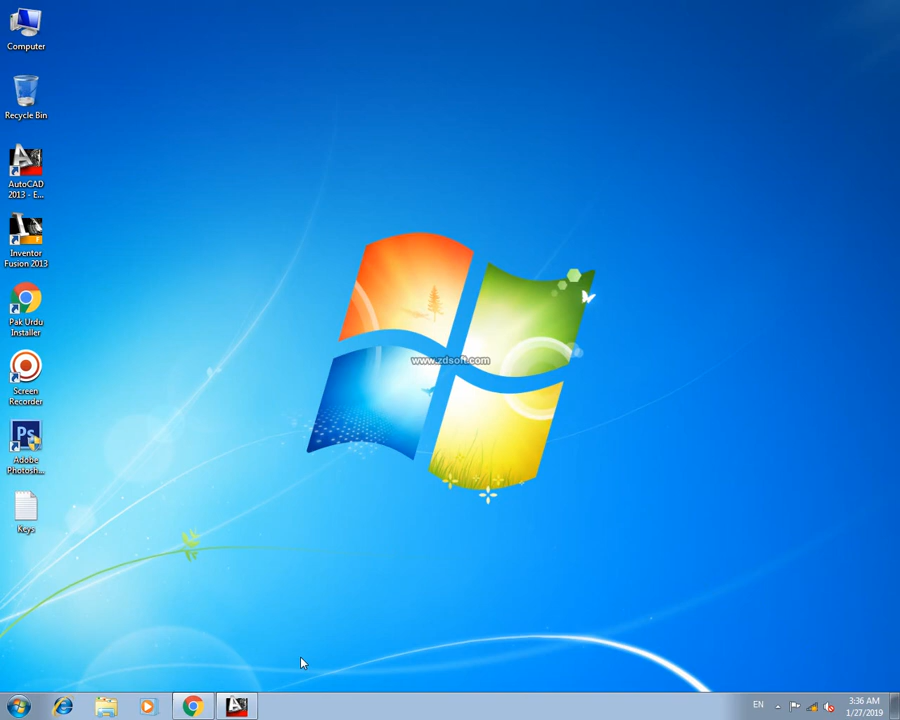 Computer
Recycle Bin
AutoCAD
2013 - E...
Inventor
Fusion 2013
Pak Urdu
Installer
Screen
Recorder
Ps
Adobe
Photosh...
Keys
www.zdsoft.com
EN
3:36 AM
1/27/2019